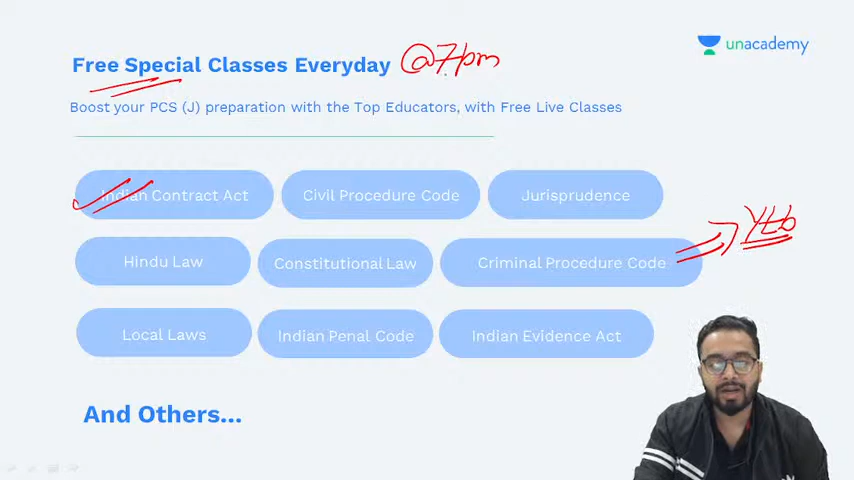 unacademy
Free Special Classes Everyday @7pm
Boost your PCS (J) preparation with the Top Educators, with Free Live Classes
Indian Contract Act
Civil Procedure Code
Jurisprudence
Hindu Law
Constitutional Law
Criminal Procedure Code
Ytb
Local Laws
Indian Penal Code
Indian Evidence Act
And Others...